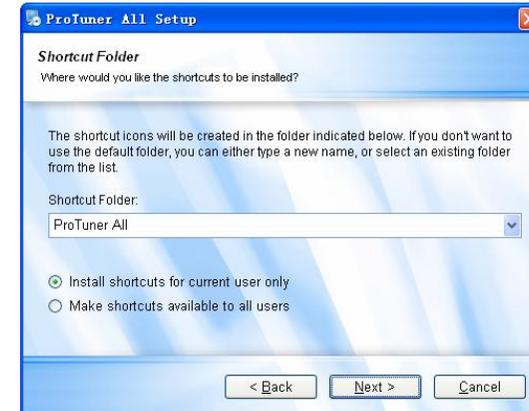 ProTuner All Setup
Shortcut Folder
Where would you like the shortcuts to be installed?
The shortcut icons will be created in the folder indicated below. If you don't want to
use the default folder, you can either type a new name, or select an existing folder
from the list.
Shortcut Folder:
ProTuner All
Install shortcuts for current user only
Make shortcuts available to all users
< Back Next > Cancel